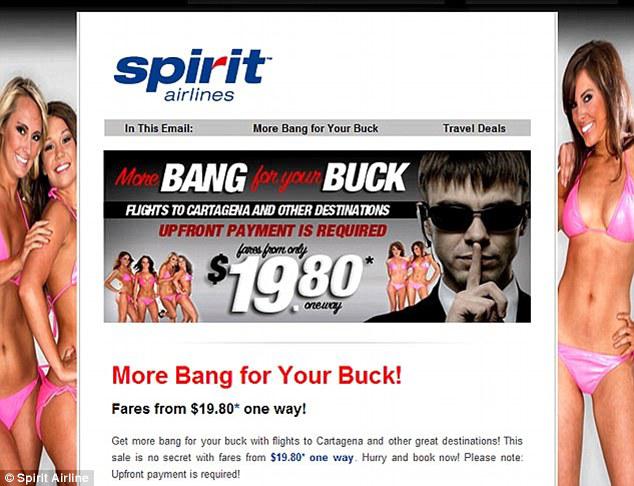 spirit
airlines
In This Email: More Bang for Your Buck Travel Deals
More BANG for your BUCK
FLIGHTS TO CARTAGENA AND OTHER DESTINATIONS
UPFRONT PAYMENT IS REQUIRED
fares from only
$19.80*
one way
More Bang for Your Buck!
Fares from $19.80* one way!
Get more bang for your buck with flights to Cartagena and other great destinations! This
sale is no secret with fares from $19.80* one way. Hurry and book now! Please note:
Upfront payment is required!
© Spirit Airline